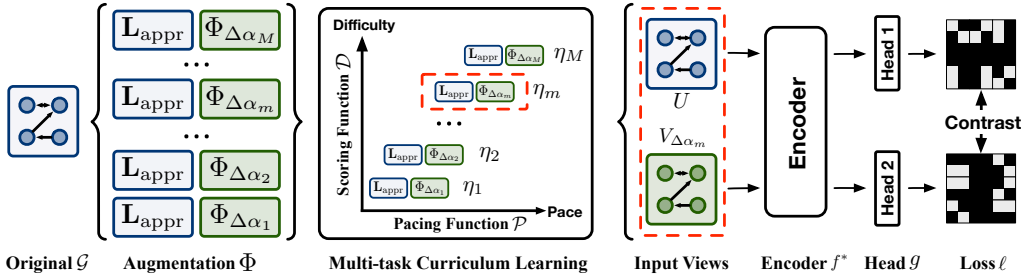 L_appr Φ_Δα_M
...
L_appr Φ_Δα_m
...
L_appr Φ_Δα_2
L_appr Φ_Δα_1
Difficulty
Scoring Function 𝒟
L_appr Φ_Δα_M η_M
L_appr Φ_Δα_m η_m
...
L_appr Φ_Δα_2 η_2
L_appr Φ_Δα_1 η_1
Pacing Function 𝒫
Pace
U
V_Δα_m
Encoder
Head 1
Head 2
Contrast
Original 𝒢
Augmentation Φ
Multi-task Curriculum Learning
Input Views
Encoder f*
Head g
Loss ℓ